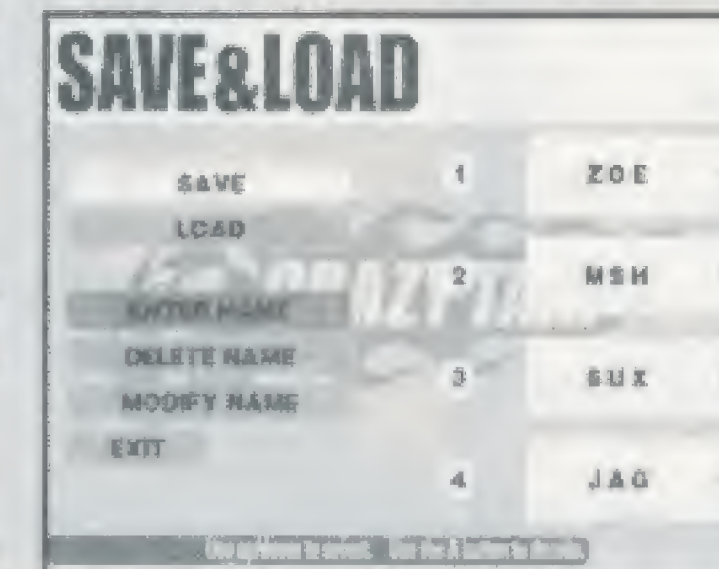 SAVE&LOAD
SAVE
LOAD
ENTER NAME
DELETE NAME
MODIFY NAME
EXIT
1 ZOE
2 MSH
3 SUX
4 JAG